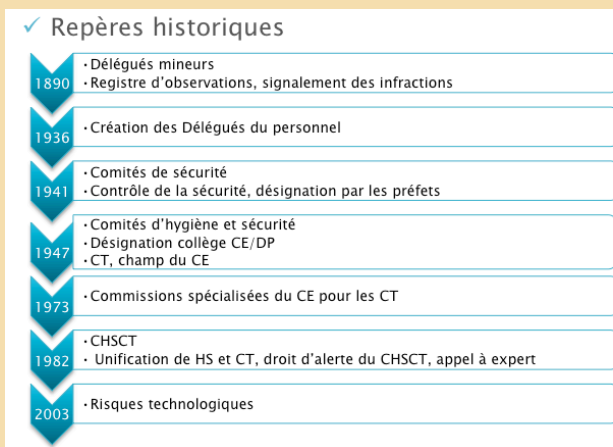 ✓ Repères historiques
1890
·Délégués mineurs
·Registre d'observations, signalement des infractions
1936
·Création des Délégués du personnel
1941
·Comités de sécurité
·Contrôle de la sécurité, désignation par les préfets
1947
·Comités d'hygiène et sécurité
·Désignation collège CE/DP
·CT, champ du CE
1973
·Commissions spécialisées du CE pour les CT
1982
·CHSCT
· Unification de HS et CT, droit d'alerte du CHSCT, appel à expert
2003
·Risques technologiques